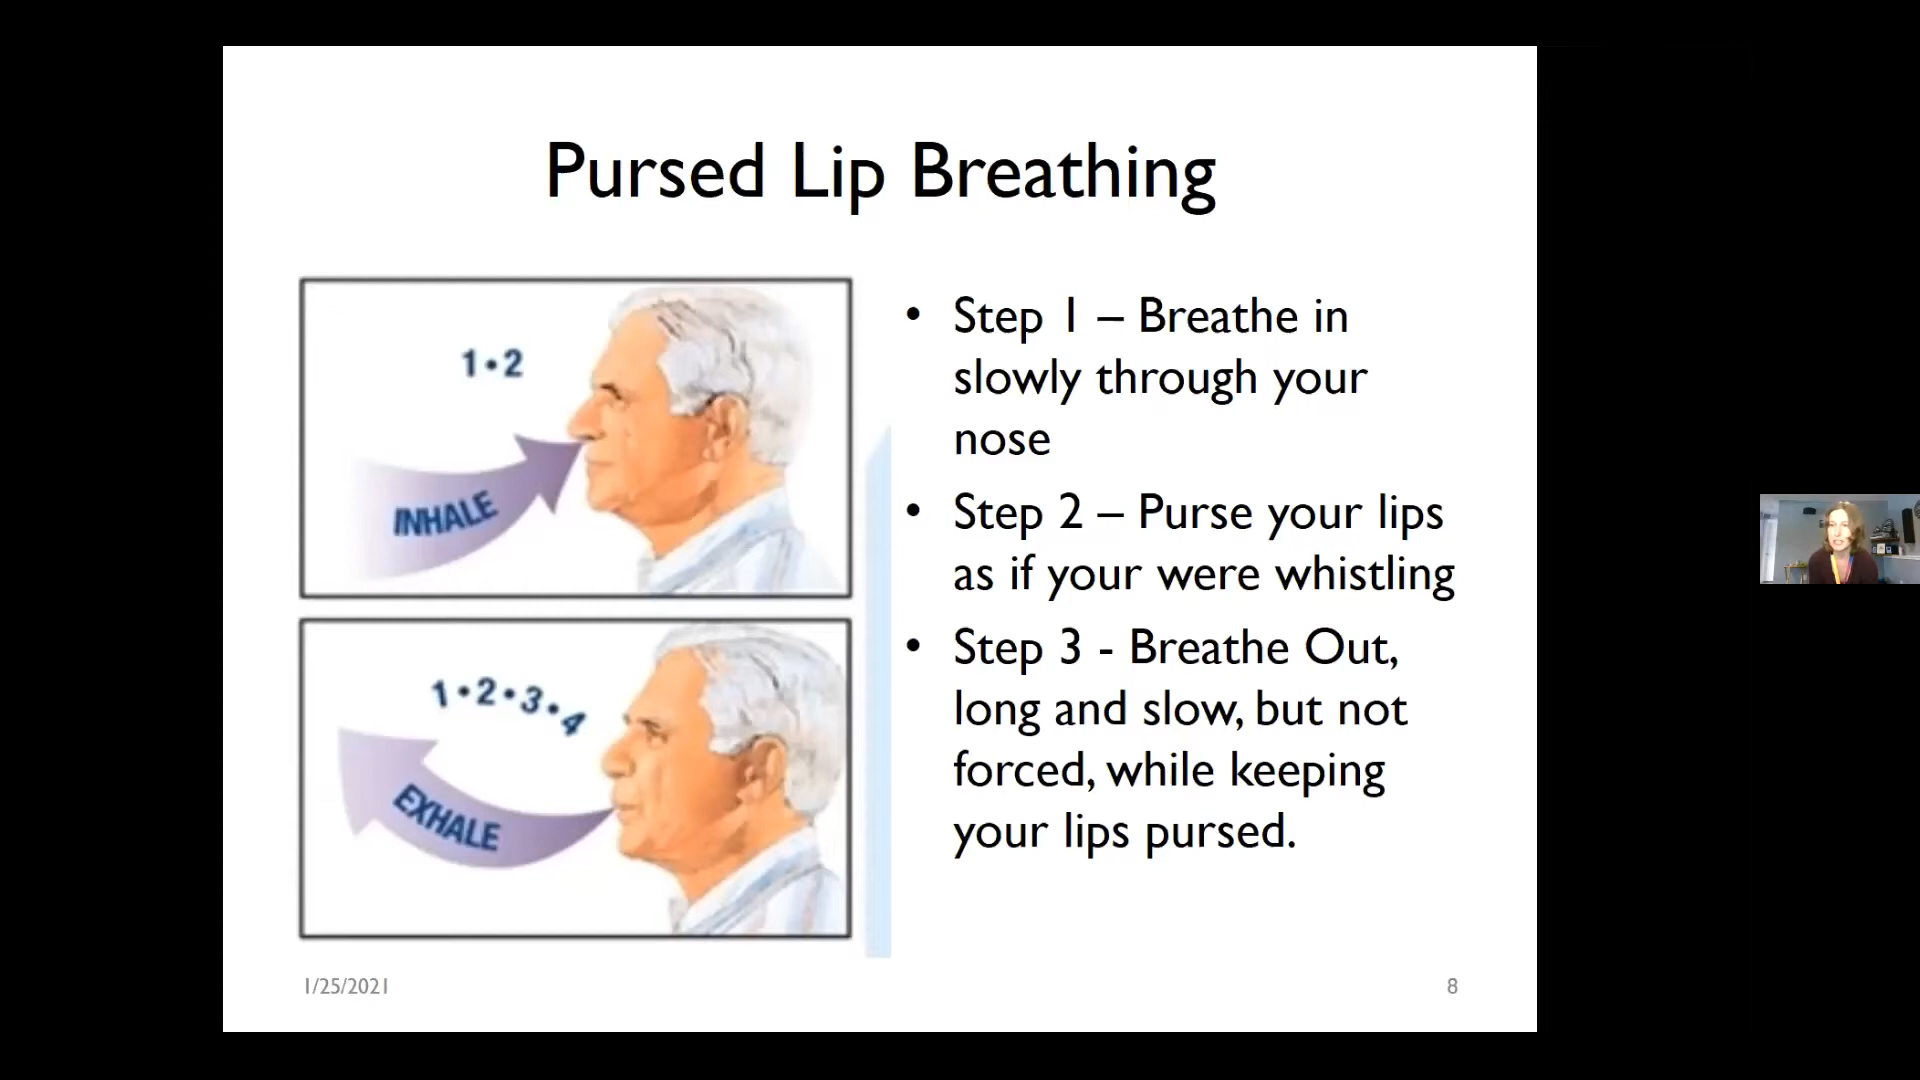 Pursed Lip Breathing
1•2
INHALE
1•2•3•4
EXHALE
• Step 1 – Breathe in
slowly through your
nose
• Step 2 – Purse your lips
as if your were whistling
• Step 3 - Breathe Out,
long and slow, but not
forced, while keeping
your lips pursed.
1/25/2021
8